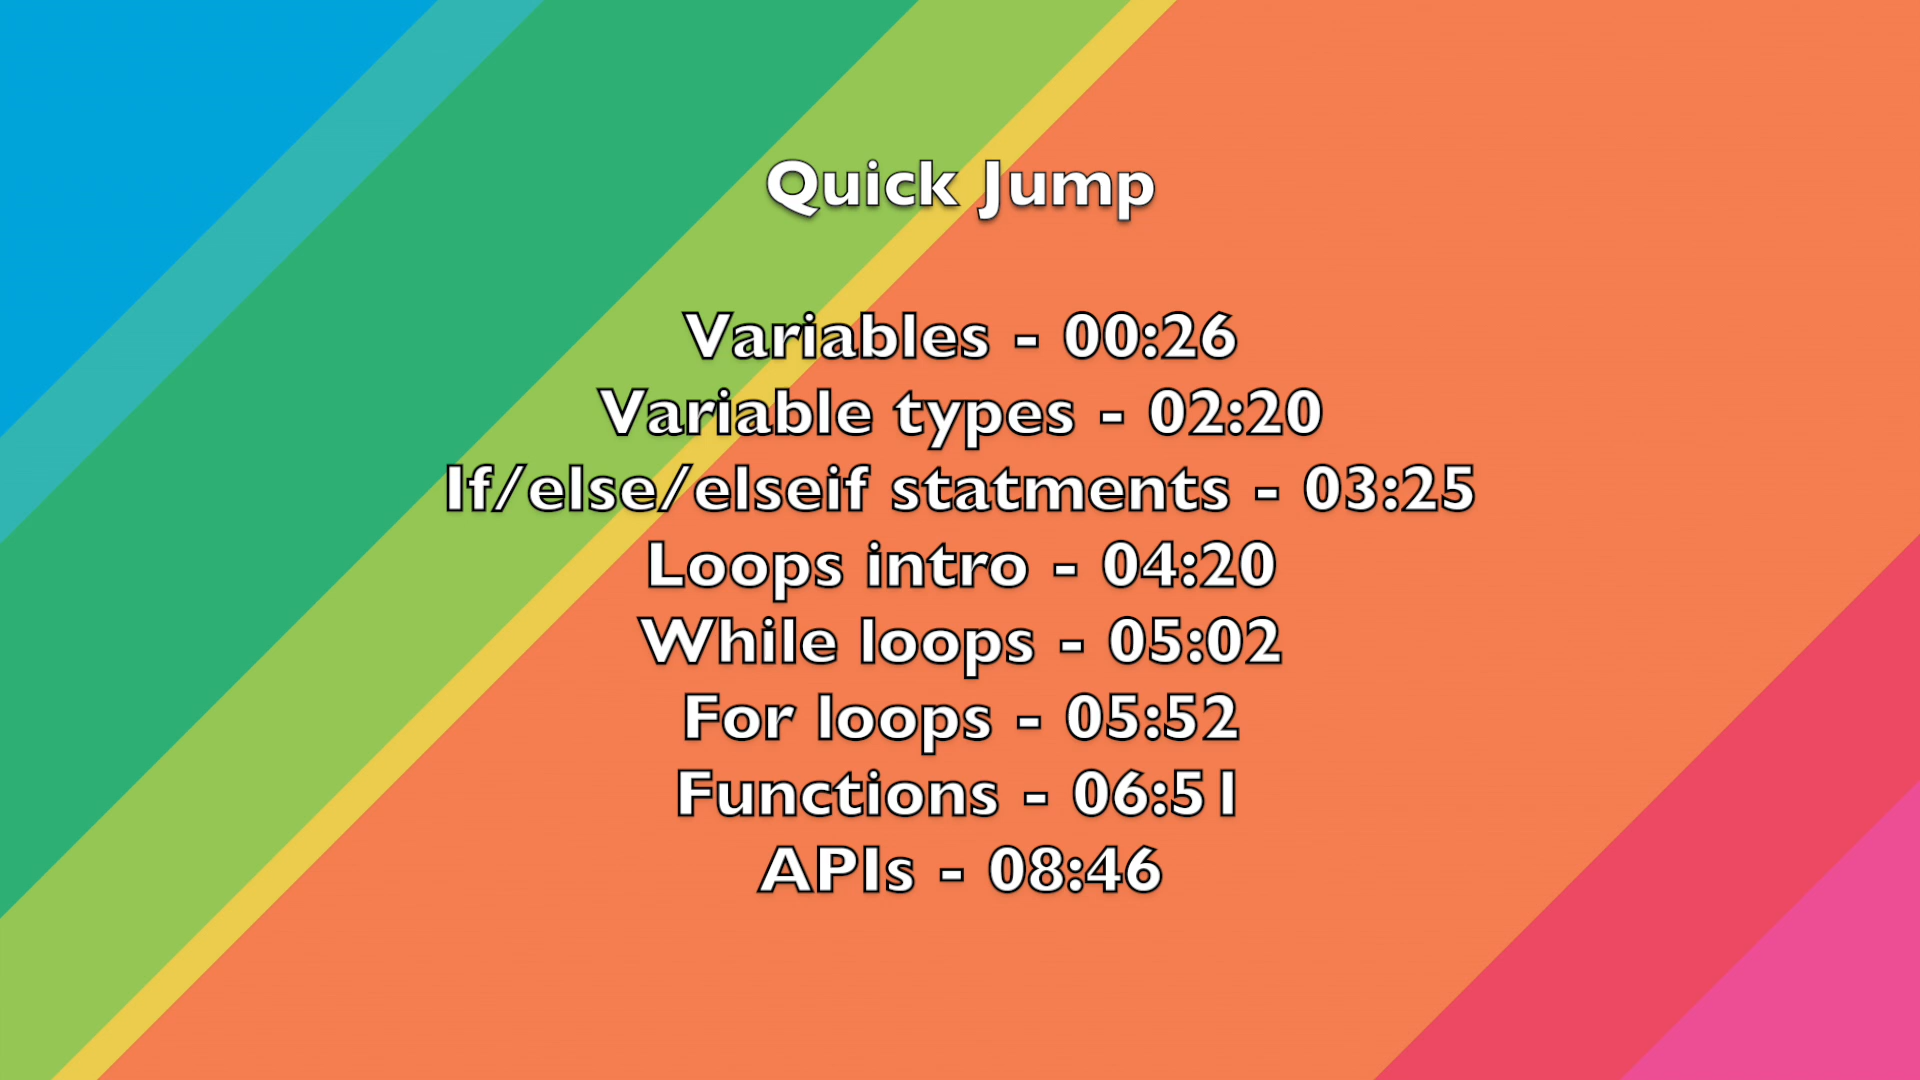 Quick Jump
Variables - 00:26
Variable types - 02:20
If/else/elseif statments - 03:25
Loops intro - 04:20
While loops - 05:02
For loops - 05:52
Functions - 06:51
APIs - 08:46